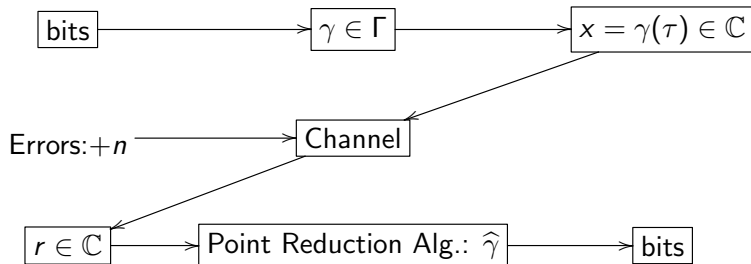 bits
γ ∈ Γ
x = γ(τ) ∈ ℂ
Errors:+n
Channel
r ∈ ℂ
Point Reduction Alg.: γ̂
bits